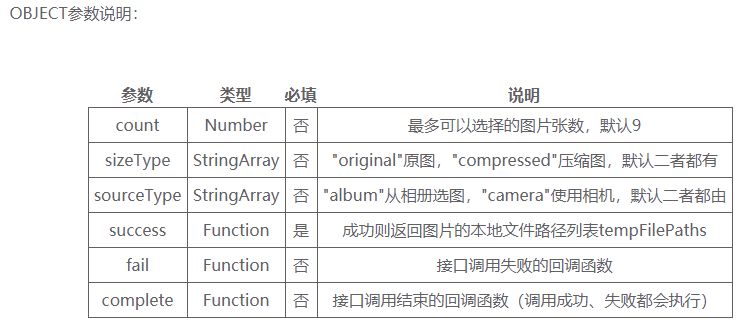 OBJECT参数说明：
参数 类型 必填 说明
count Number 否 最多可以选择的图片张数，默认9
sizeType StringArray 否 "original"原图，"compressed"压缩图，默认二者都有
sourceType StringArray 否 "album"从相册选图，"camera"使用相机，默认二者都由
success Function 是 成功则返回图片的本地文件路径列表tempFilePaths
fail Function 否 接口调用失败的回调函数
complete Function 否 接口调用结束的回调函数（调用成功、失败都会执行）